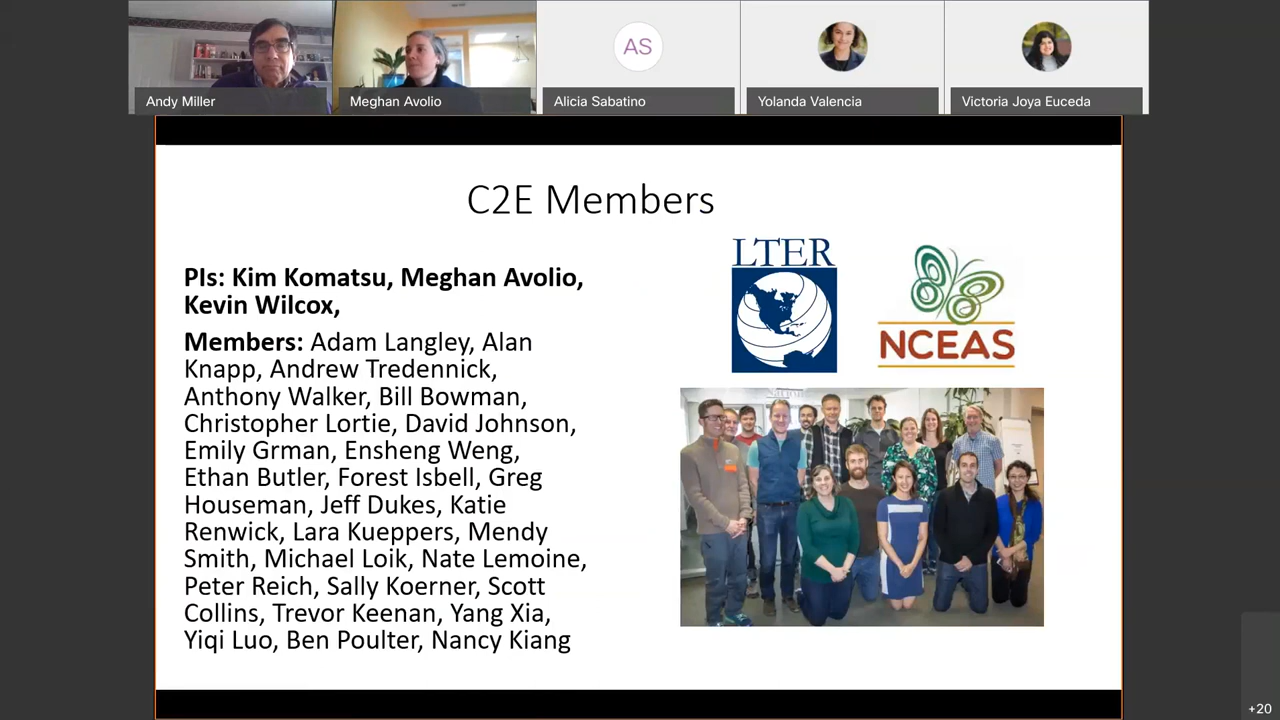 Andy Miller
Meghan Avolio
AS
Alicia Sabatino
Yolanda Valencia
Victoria Joya Euceda
C2E Members
PIs: Kim Komatsu, Meghan Avolio,
Kevin Wilcox,
Members: Adam Langley, Alan
Knapp, Andrew Tredennick,
Anthony Walker, Bill Bowman,
Christopher Lortie, David Johnson,
Emily Grman, Ensheng Weng,
Ethan Butler, Forest Isbell, Greg
Houseman, Jeff Dukes, Katie
Renwick, Lara Kueppers, Mendy
Smith, Michael Loik, Nate Lemoine,
Peter Reich, Sally Koerner, Scott
Collins, Trevor Keenan, Yang Xia,
Yiqi Luo, Ben Poulter, Nancy Kiang
LTER
NCEAS
+20